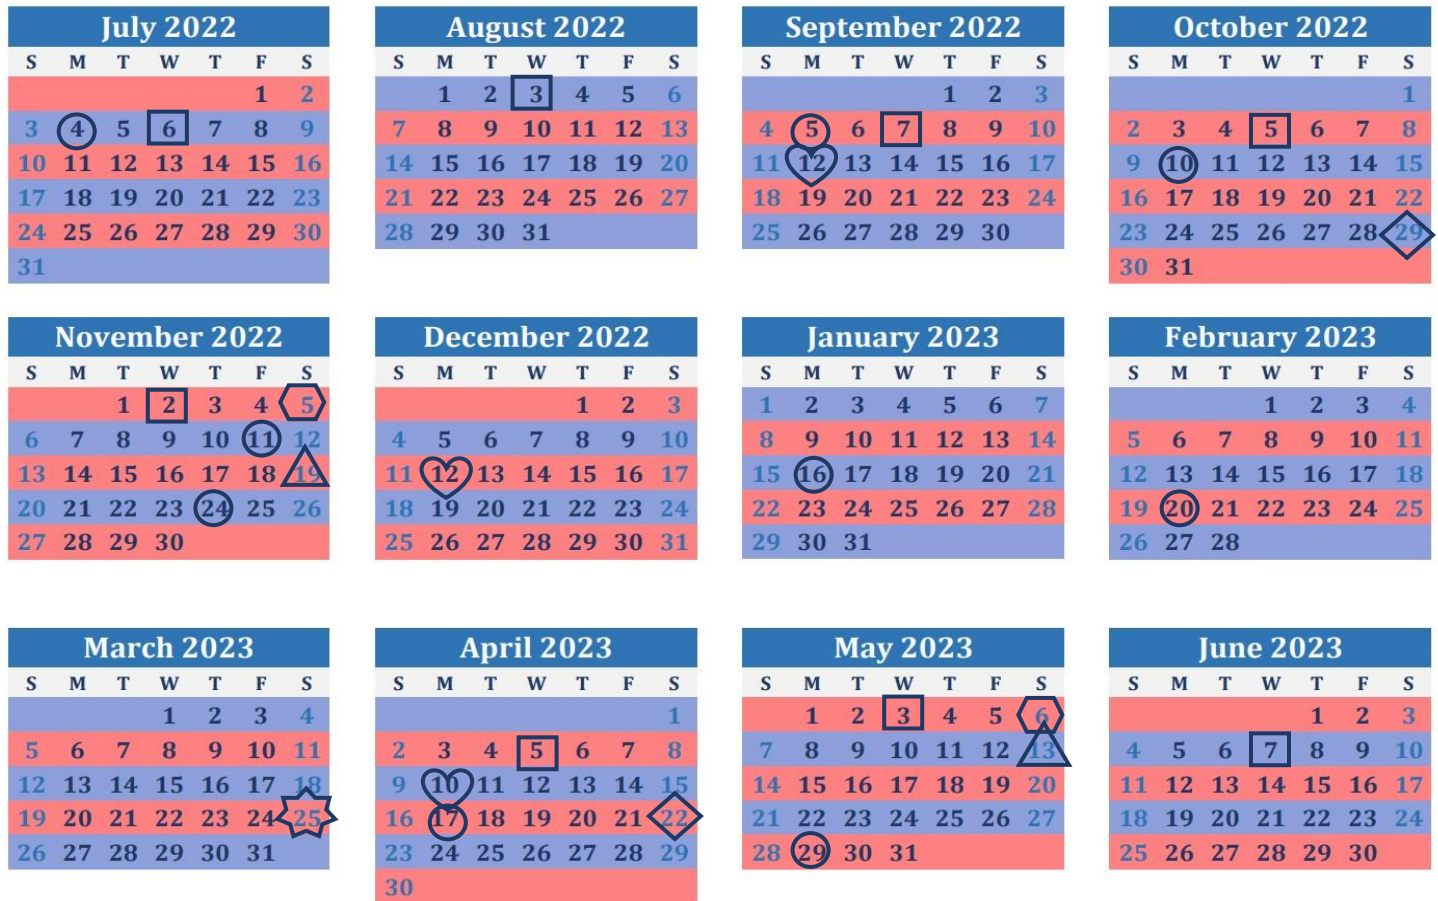 July 2022
S M T W T F S
1 2
3 4 5 6 7 8 9
10 11 12 13 14 15 16
17 18 19 20 21 22 23
24 25 26 27 28 29 30
31
August 2022
S M T W T F S
1 2 3 4 5 6
7 8 9 10 11 12 13
14 15 16 17 18 19 20
21 22 23 24 25 26 27
28 29 30 31
September 2022
S M T W T F S
1 2 3
4 5 6 7 8 9 10
11 12 13 14 15 16 17
18 19 20 21 22 23 24
25 26 27 28 29 30
October 2022
S M T W T F S
1
2 3 4 5 6 7 8
9 10 11 12 13 14 15
16 17 18 19 20 21 22
23 24 25 26 27 28 29
30 31
November 2022
S M T W T F S
1 2 3 4 5
6 7 8 9 10 11 12
13 14 15 16 17 18 19
20 21 22 23 24 25 26
27 28 29 30
December 2022
S M T W T F S
1 2 3
4 5 6 7 8 9 10
11 12 13 14 15 16 17
18 19 20 21 22 23 24
25 26 27 28 29 30 31
January 2023
S M T W T F S
1 2 3 4 5 6 7
8 9 10 11 12 13 14
15 16 17 18 19 20 21
22 23 24 25 26 27 28
29 30 31
February 2023
S M T W T F S
1 2 3 4
5 6 7 8 9 10 11
12 13 14 15 16 17 18
19 20 21 22 23 24 25
26 27 28
March 2023
S M T W T F S
1 2 3 4
5 6 7 8 9 10 11
12 13 14 15 16 17 18
19 20 21 22 23 24 25
26 27 28 29 30 31
April 2023
S M T W T F S
1
2 3 4 5 6 7 8
9 10 11 12 13 14 15
16 17 18 19 20 21 22
23 24 25 26 27 28 29
30
May 2023
S M T W T F S
1 2 3 4 5 6
7 8 9 10 11 12 13
14 15 16 17 18 19 20
21 22 23 24 25 26 27
28 29 30 31
June 2023
S M T W T F S
1 2 3
4 5 6 7 8 9 10
11 12 13 14 15 16 17
18 19 20 21 22 23 24
25 26 27 28 29 30